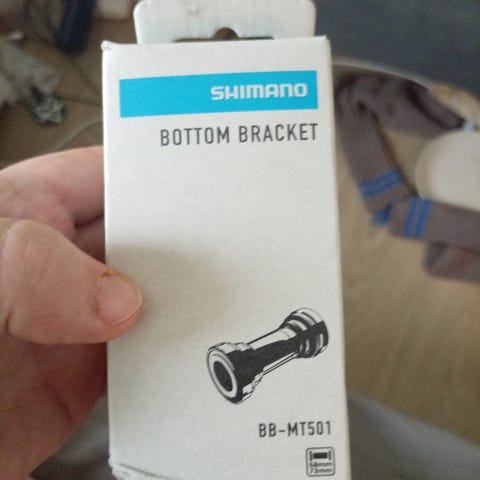 SHIMANO
BOTTOM BRACKET
BB-MT501
68mm
73mm